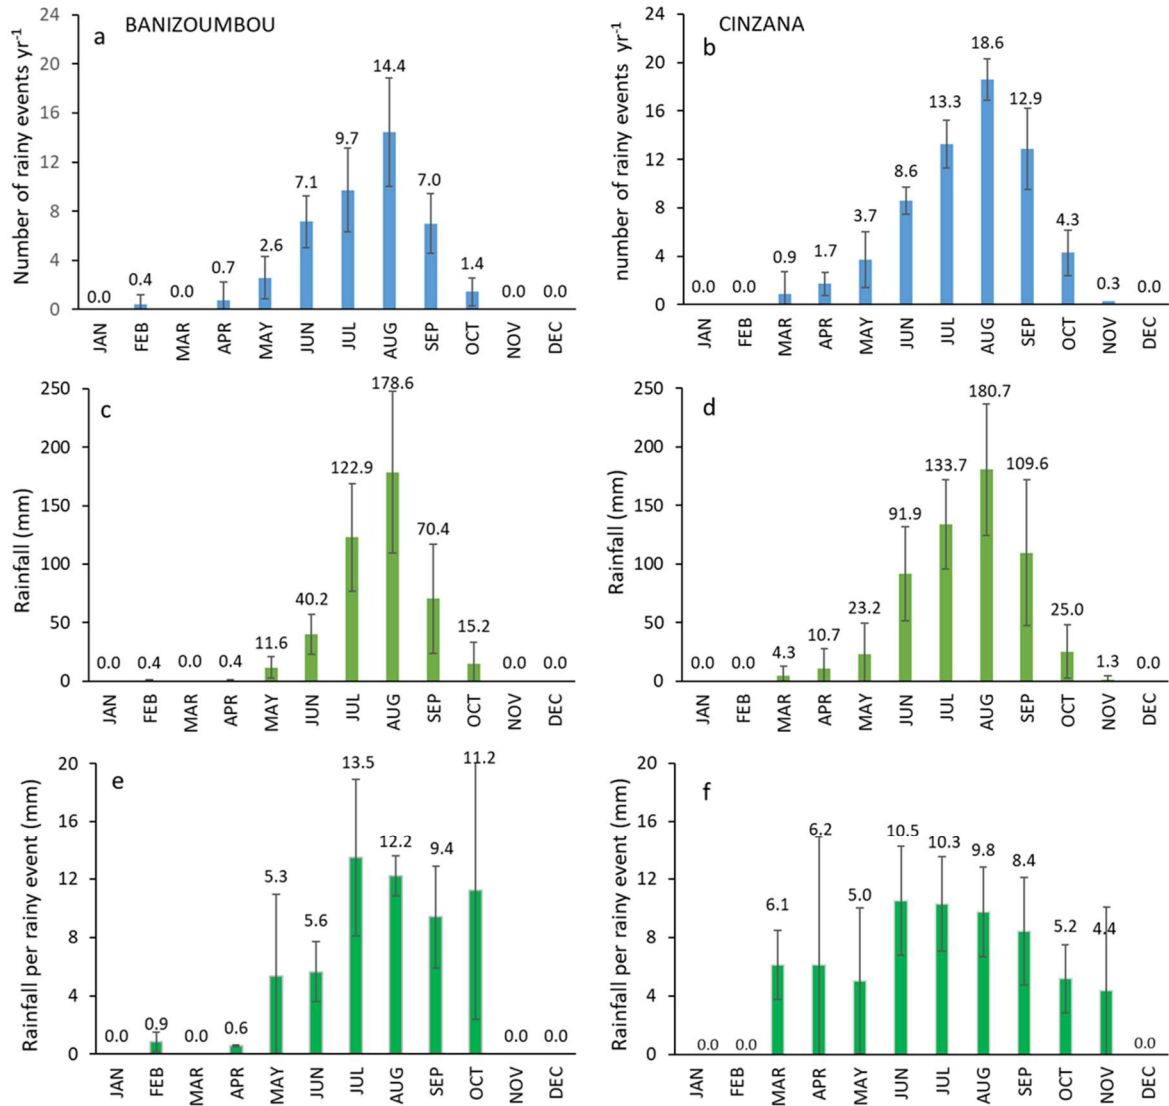 a BANIZOUMBOU
Number of rainy events yr-1
24
20
16
12
8
4
0
0.0 0.4 0.0 0.7 2.6 7.1 9.7 14.4 7.0 1.4 0.0 0.0
JAN FEB MAR APR MAY JUN JUL AUG SEP OCT NOV DEC
b CINZANA
number of rainy events yr-1
24
20
16
12
8
4
0
0.0 0.0 0.9 1.7 3.7 8.6 13.3 18.6 12.9 4.3 0.3 0.0
JAN FEB MAR APR MAY JUN JUL AUG SEP OCT NOV DEC
c
Rainfall (mm)
250
200
150
100
50
0
0.0 0.4 0.0 0.4 11.6 40.2 122.9 178.6 70.4 15.2 0.0 0.0
JAN FEB MAR APR MAY JUN JUL AUG SEP OCT NOV DEC
d
Rainfall (mm)
250
200
150
100
50
0
0.0 0.0 4.3 10.7 23.2 91.9 133.7 180.7 109.6 25.0 1.3 0.0
JAN FEB MAR APR MAY JUN JUL AUG SEP OCT NOV DEC
e
Rainfall per rainy event (mm)
20
16
12
8
4
0
0.0 0.9 0.0 0.6 5.3 5.6 13.5 12.2 9.4 11.2 0.0 0.0
JAN FEB MAR APR MAY JUN JUL AUG SEP OCT NOV DEC
f
Rainfall per rainy event (mm)
20
16
12
8
4
0
0.0 0.0 6.1 6.2 5.0 10.5 10.3 9.8 8.4 5.2 4.4 0.0
JAN FEB MAR APR MAY JUN JUL AUG SEP OCT NOV DEC